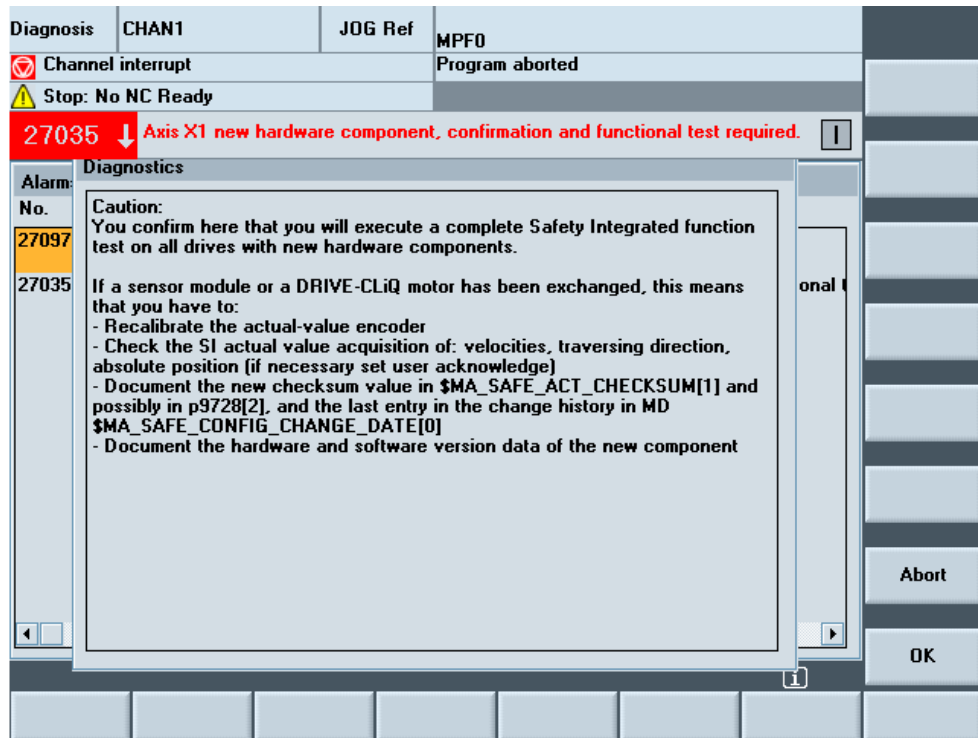 Diagnosis CHAN1 JOG Ref MPF0
Channel interrupt Program aborted
Stop: No NC Ready
27035 Axis X1 new hardware component, confirmation and functional test required.
Diagnostics
Alarm
No.
27097
27035
onal
Caution:
You confirm here that you will execute a complete Safety Integrated function
test on all drives with new hardware components.
If a sensor module or a DRIVE-CLiQ motor has been exchanged, this means
that you have to:
- Recalibrate the actual-value encoder
- Check the SI actual value acquisition of: velocities, traversing direction,
absolute position (if necessary set user acknowledge)
- Document the new checksum value in $MA_SAFE_ACT_CHECKSUM[1] and
possibly in p9728[2], and the last entry in the change history in MD
$MA_SAFE_CONFIG_CHANGE_DATE[0]
- Document the hardware and software version data of the new component
Abort
OK